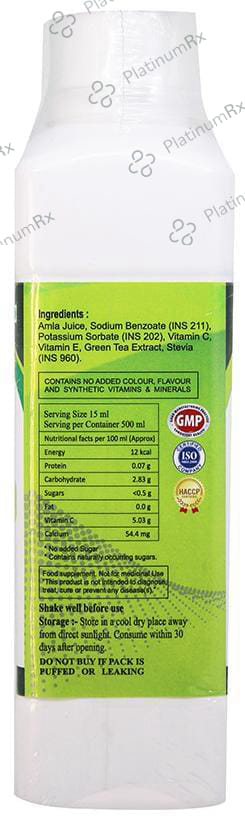 PlatinumRx
PlatinumRx
PlatinumRx
Ingredients :
Amla Juice, Sodium Benzoate (INS 211),
Potassium Sorbate (INS 202), Vitamin C,
Vitamin E, Green Tea Extract, Stevia
(INS 960).
CONTAINS NO ADDED COLOUR, FLAVOUR
AND SYNTHETIC VITAMINS & MINERALS
Serving Size 15 ml
Serving per Container 500 ml
Nutritional facts per 100 ml (Approx)
Energy 12 kcal
Protein 0.07 g
Carbohydrate 2.83 g
Sugars <0.5 g
Fat 0.0 g
Vitamin C 5.03 g
Calcium 54.4 mg
* No added Sugar
* Contains naturally occurring sugars.
GMP
CERTIFIED
ISO
COMPANY
HACCP
Food supplement. Not for medicinal Use
"This product is not intended to diagnose,
treat, cure or prevent any disease(s)."
Shake well before use
Storage :- Store in a cool dry place away
from direct sunlight. Consume within 30
days after opening.
DO NOT BUY IF PACK IS
PUFFED OR LEAKING